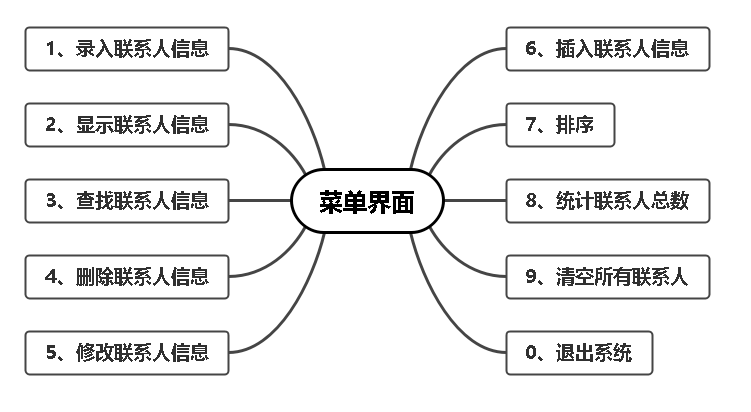 1、录入联系人信息
2、显示联系人信息
3、查找联系人信息
4、删除联系人信息
5、修改联系人信息
菜单界面
6、插入联系人信息
7、排序
8、统计联系人总数
9、清空所有联系人
0、退出系统